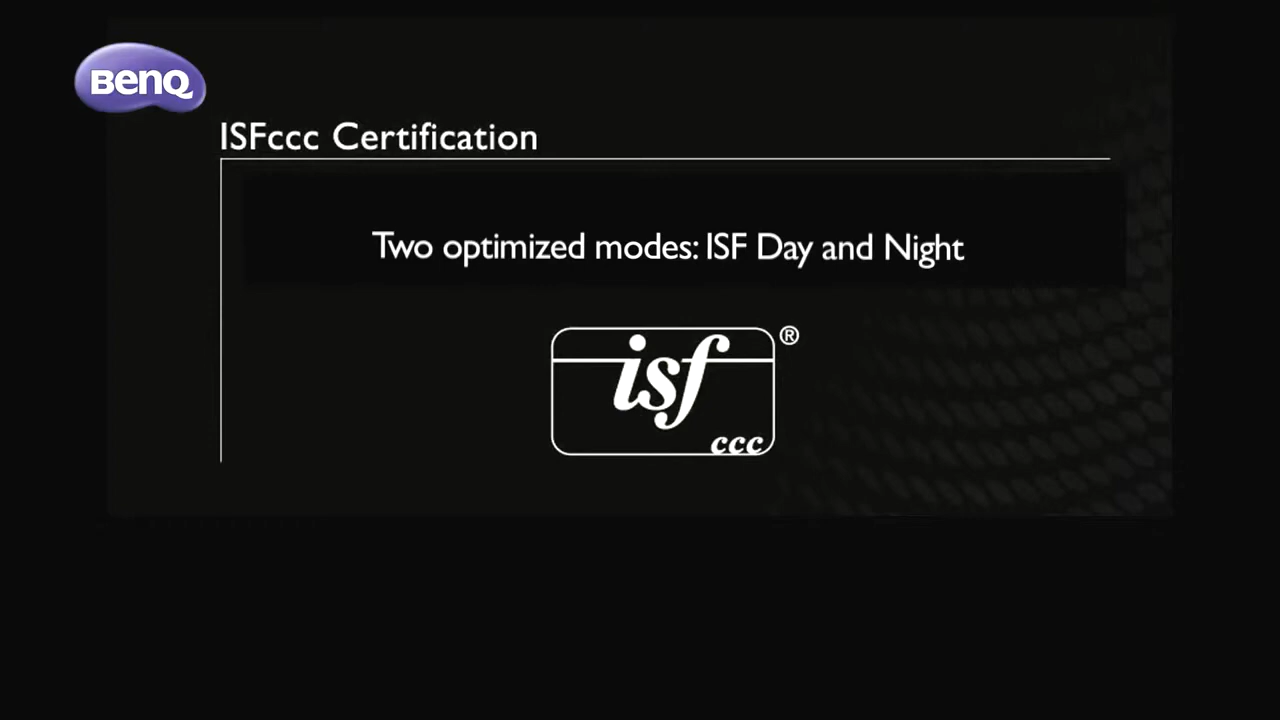 BenQ
ISFccc Certification
Two optimized modes: ISF Day and Night
isf ®
ccc